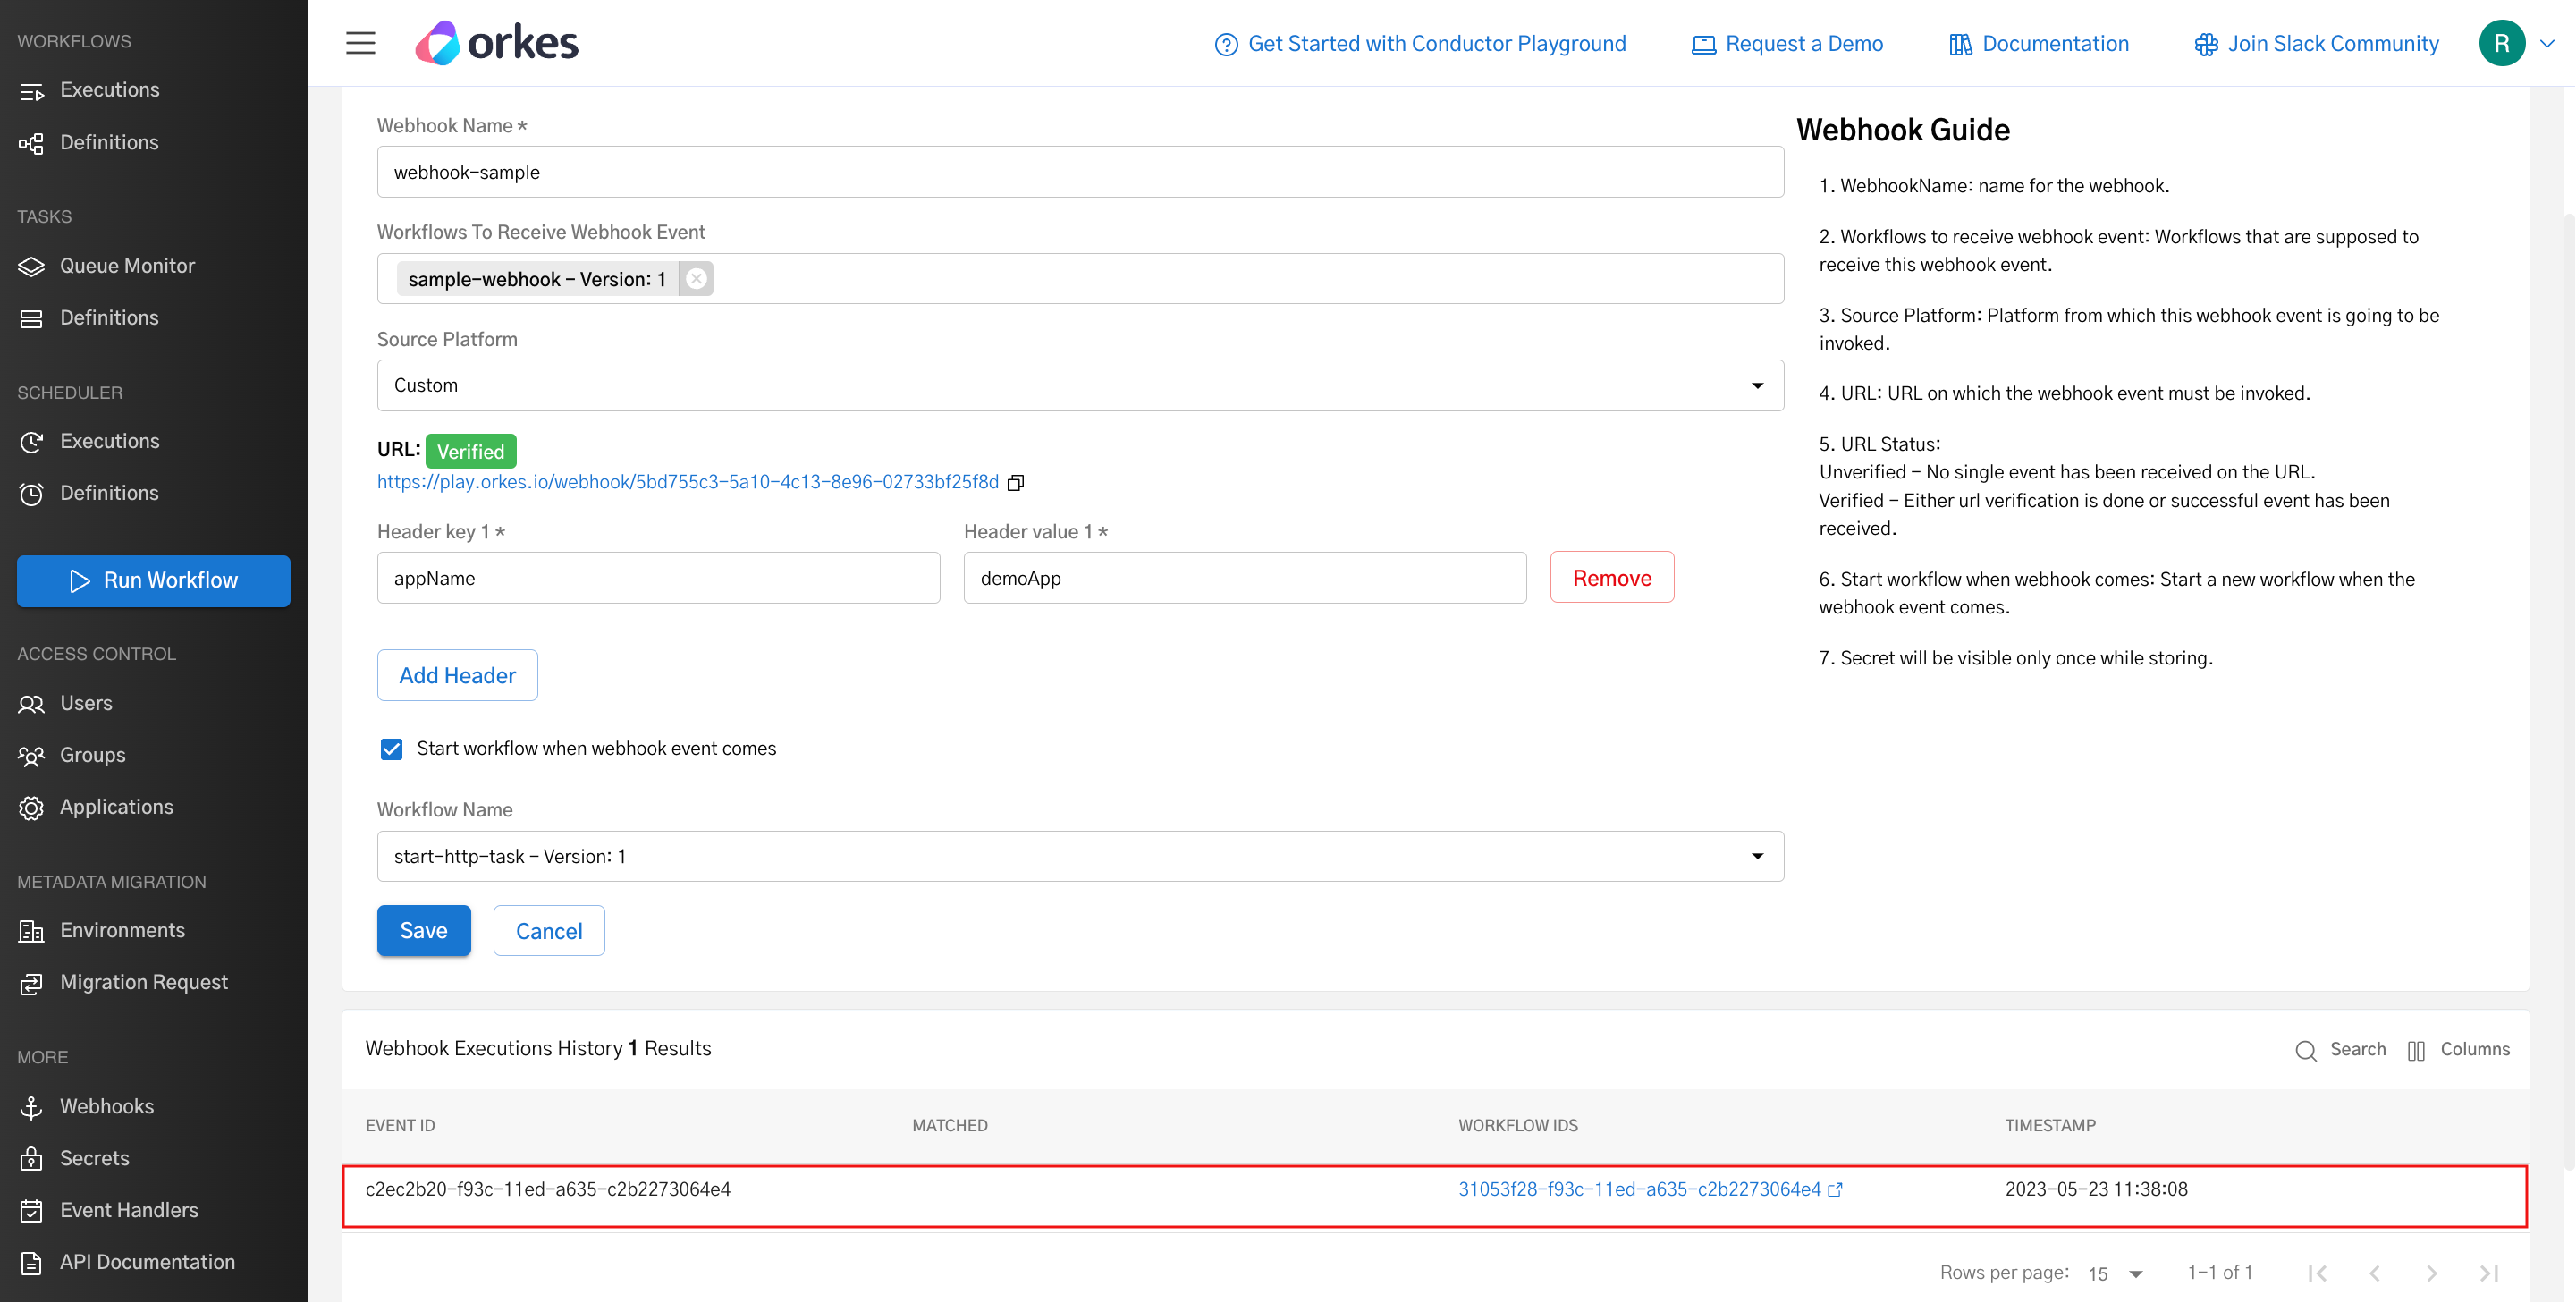 WORKFLOWS
Executions
Definitions
TASKS
Queue Monitor
Definitions
SCHEDULER
Executions
Definitions
Run Workflow
ACCESS CONTROL
Users
Groups
Applications
METADATA MIGRATION
Environments
Migration Request
MORE
Webhooks
Secrets
Event Handlers
API Documentation
orkes
Get Started with Conductor Playground
Request a Demo
Documentation
Join Slack Community
R
Webhook Name *
webhook-sample
Workflows To Receive Webhook Event
sample-webhook - Version: 1
Source Platform
Custom
URL: Verified
https://play.orkes.io/webhook/5bd755c3-5a10-4c13-8e96-02733bf25f8d
Header key 1 *
appName
Header value 1 *
demoApp
Remove
Add Header
Start workflow when webhook event comes
Workflow Name
start-http-task - Version: 1
Save
Cancel
Webhook Guide
1. WebhookName: name for the webhook.
2. Workflows to receive webhook event: Workflows that are supposed to
receive this webhook event.
3. Source Platform: Platform from which this webhook event is going to be
invoked.
4. URL: URL on which the webhook event must be invoked.
5. URL Status:
Unverified - No single event has been received on the URL.
Verified - Either url verification is done or successful event has been
received.
6. Start workflow when webhook comes: Start a new workflow when the
webhook event comes.
7. Secret will be visible only once while storing.
Webhook Executions History 1 Results
Search
Columns
EVENT ID MATCHED WORKFLOW IDS TIMESTAMP
c2ec2b20-f93c-11ed-a635-c2b2273064e4 31053f28-f93c-11ed-a635-c2b2273064e4 2023-05-23 11:38:08
Rows per page: 15 1-1 of 1